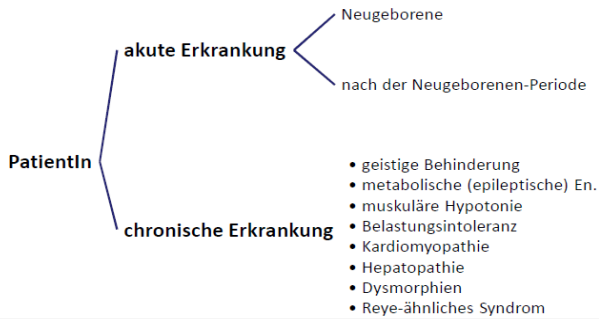 Neugeborene
akute Erkrankung
nach der Neugeborenen-Periode
PatientIn
• geistige Behinderung
• metabolische (epileptische) En.
• muskuläre Hypotonie
• Belastungsintoleranz
chronische Erkrankung
• Kardiomyopathie
• Hepatopathie
• Dysmorphien
• Reye-ähnliches Syndrom